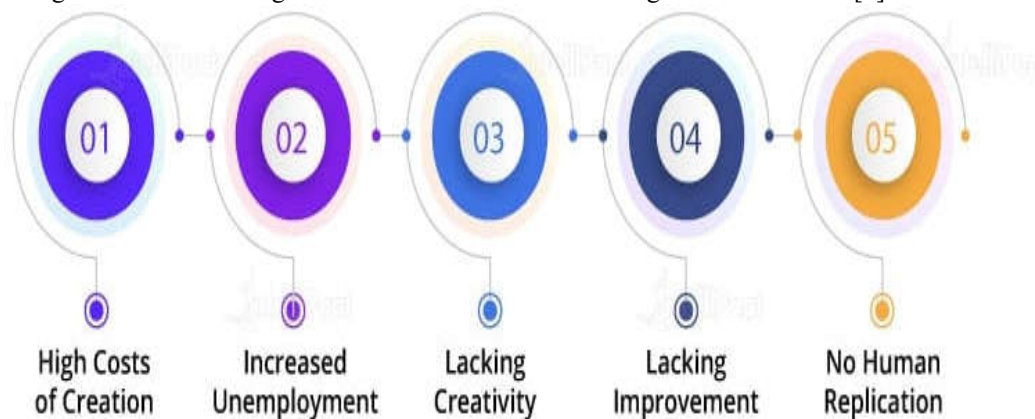 01 02 03 04 05
High Costs
of Creation
Increased
Unemployment
Lacking
Creativity
Lacking
Improvement
No Human
Replication